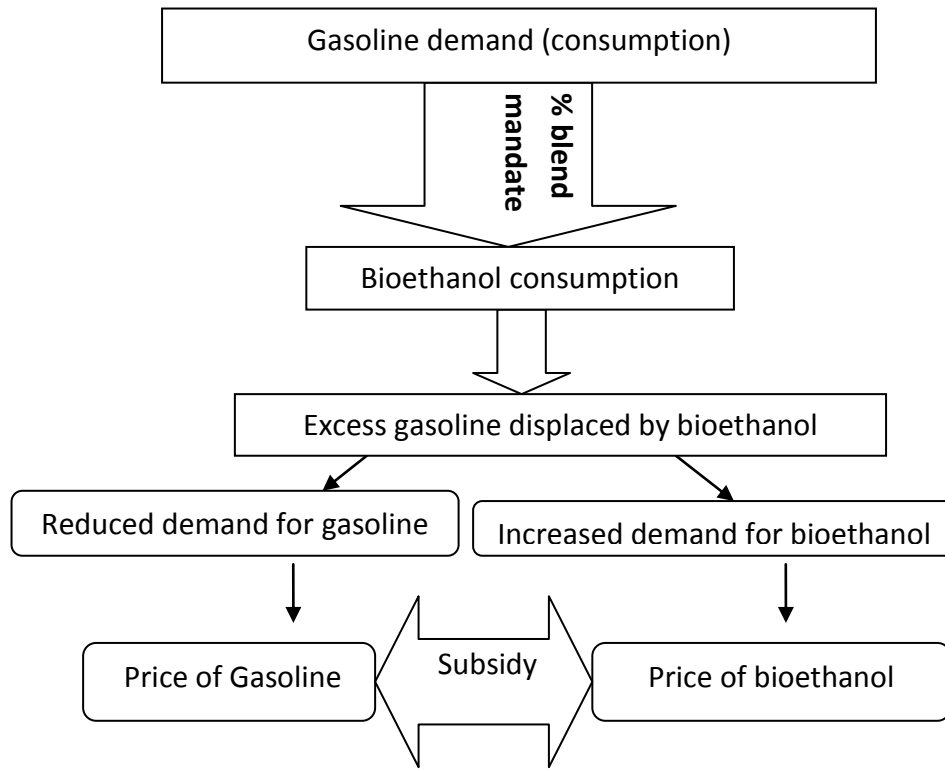 Gasoline demand (consumption)
% blend
mandate
Bioethanol consumption
Excess gasoline displaced by bioethanol
Reduced demand for gasoline
Increased demand for bioethanol
Price of Gasoline
Subsidy
Price of bioethanol